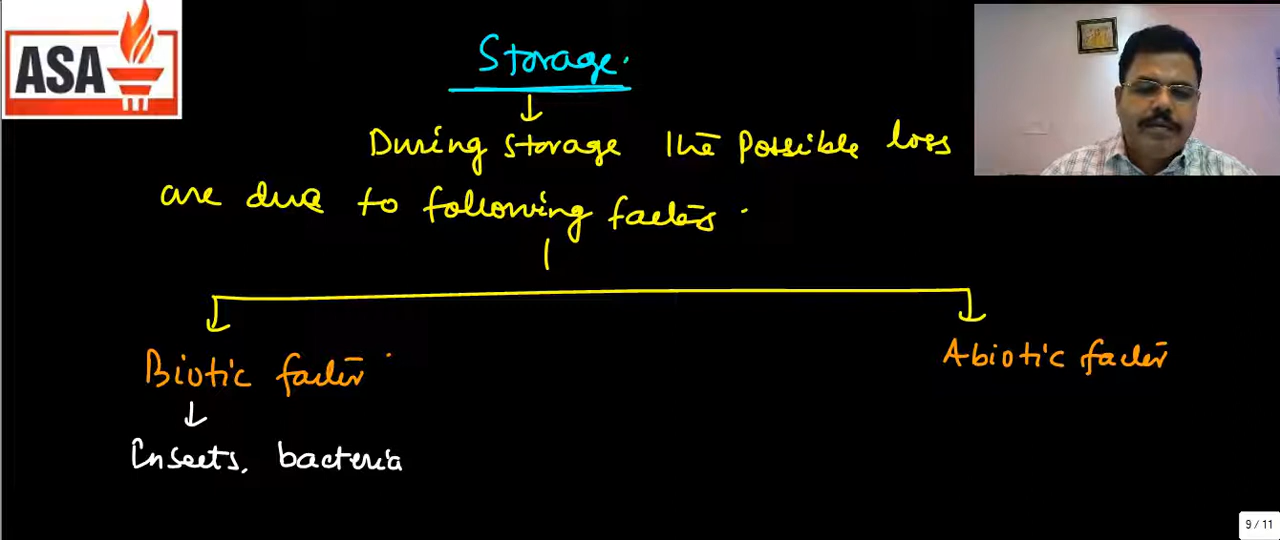 ASA
Storage.
During storage the possible loss
are due to following factors.
Biotic factor
Abiotic factor
Insects, bacteria
9 / 11